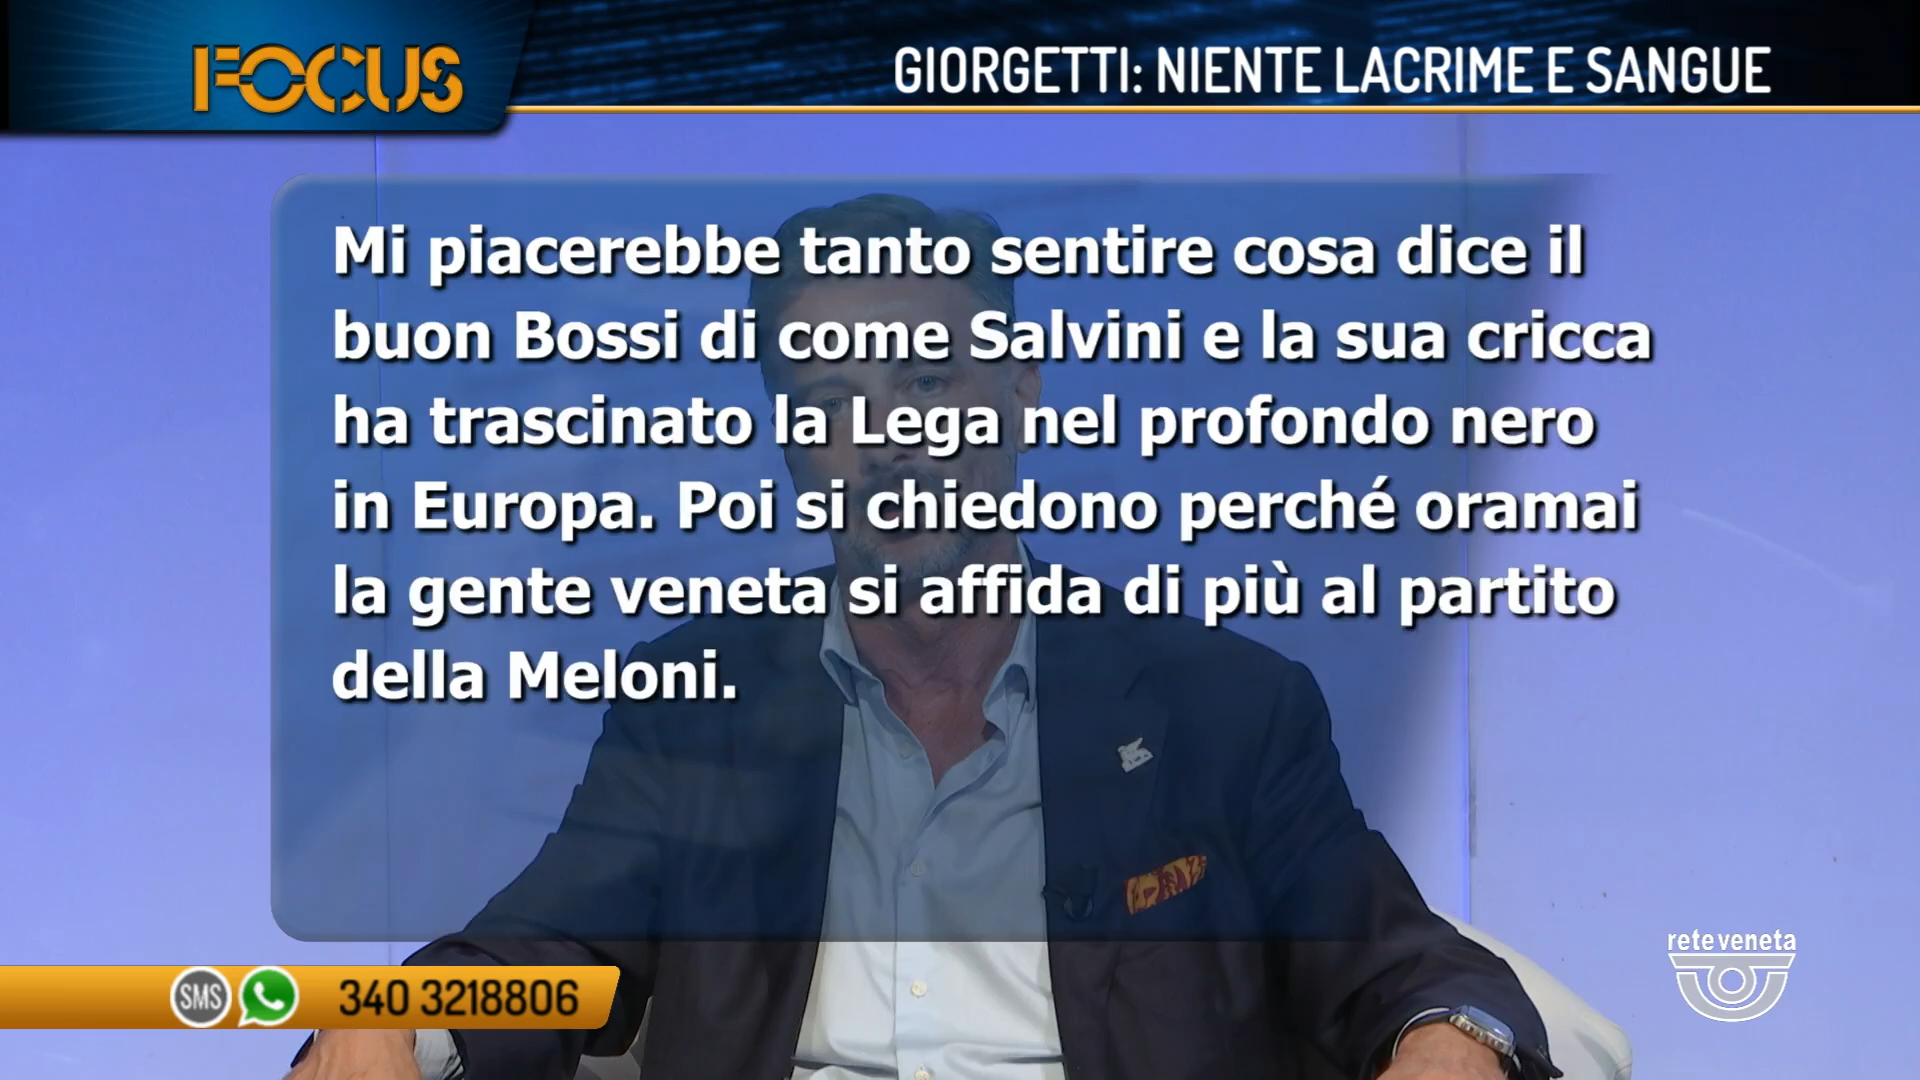 FOCUS
GIORGETTI: NIENTE LACRIME E SANGUE
Mi piacerebbe tanto sentire cosa dice il
buon Bossi di come Salvini e la sua cricca
ha trascinato la Lega nel profondo nero
in Europa. Poi si chiedono perché oramai
la gente veneta si affida di più al partito
della Meloni.
SMS 340 3218806
reteveneta